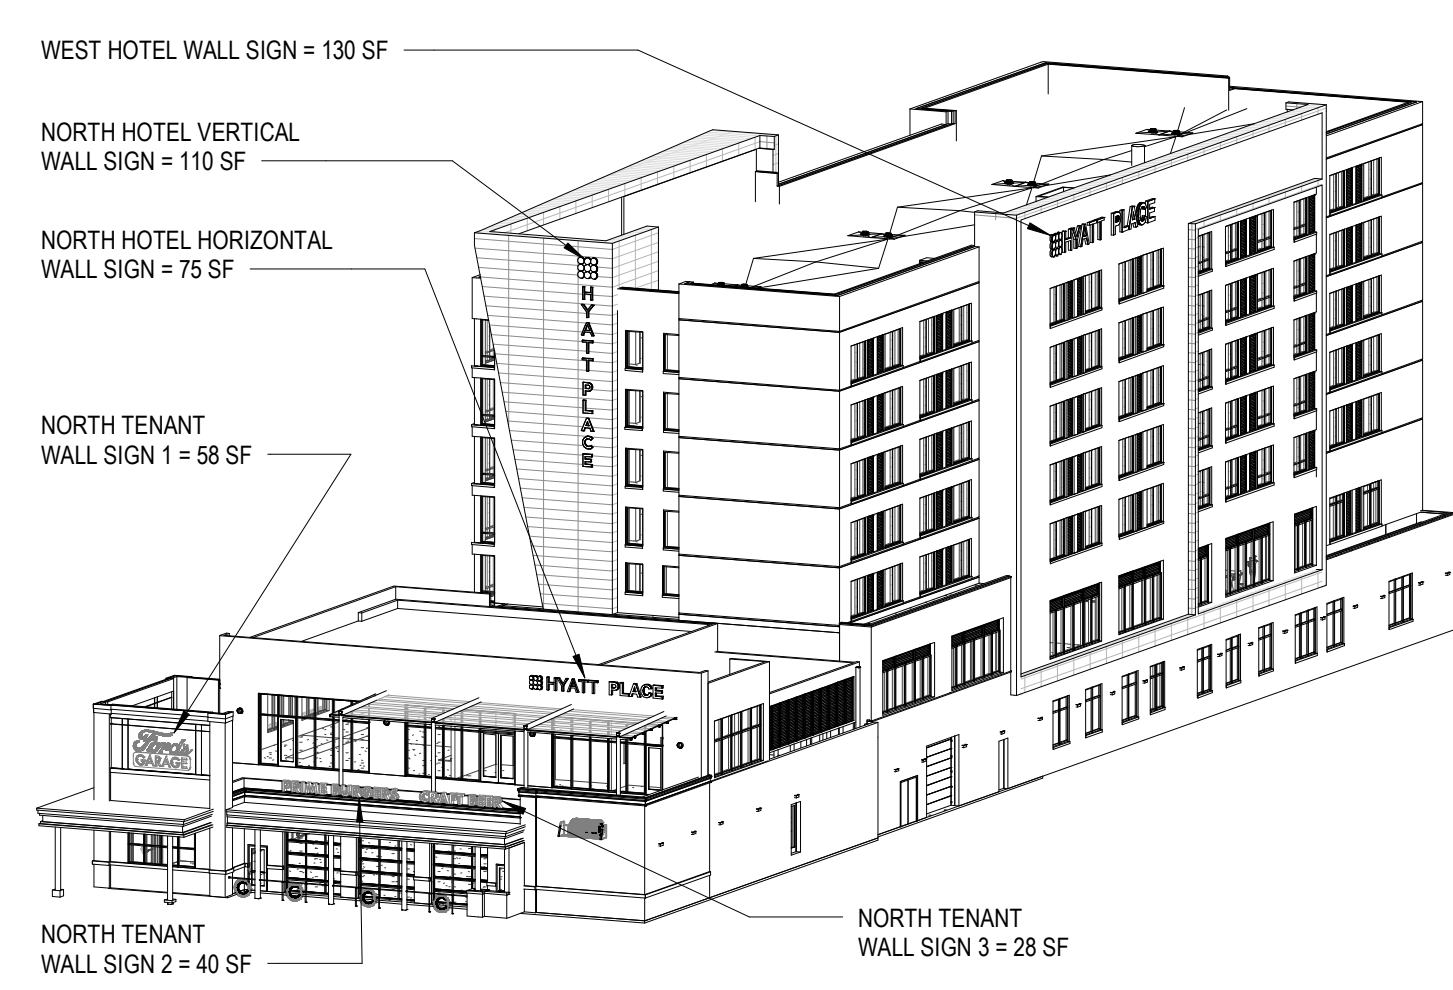 WEST HOTEL WALL SIGN = 130 SF
NORTH HOTEL VERTICAL
WALL SIGN = 110 SF
NORTH HOTEL HORIZONTAL
WALL SIGN = 75 SF
NORTH TENANT
WALL SIGN 1 = 58 SF
HYATT PLACE
HYATT PLACE
HYATT PLACE
Ford's
GARAGE
PRIME BURGERS CRAFT BEER
NORTH TENANT
WALL SIGN 2 = 40 SF
NORTH TENANT
WALL SIGN 3 = 28 SF